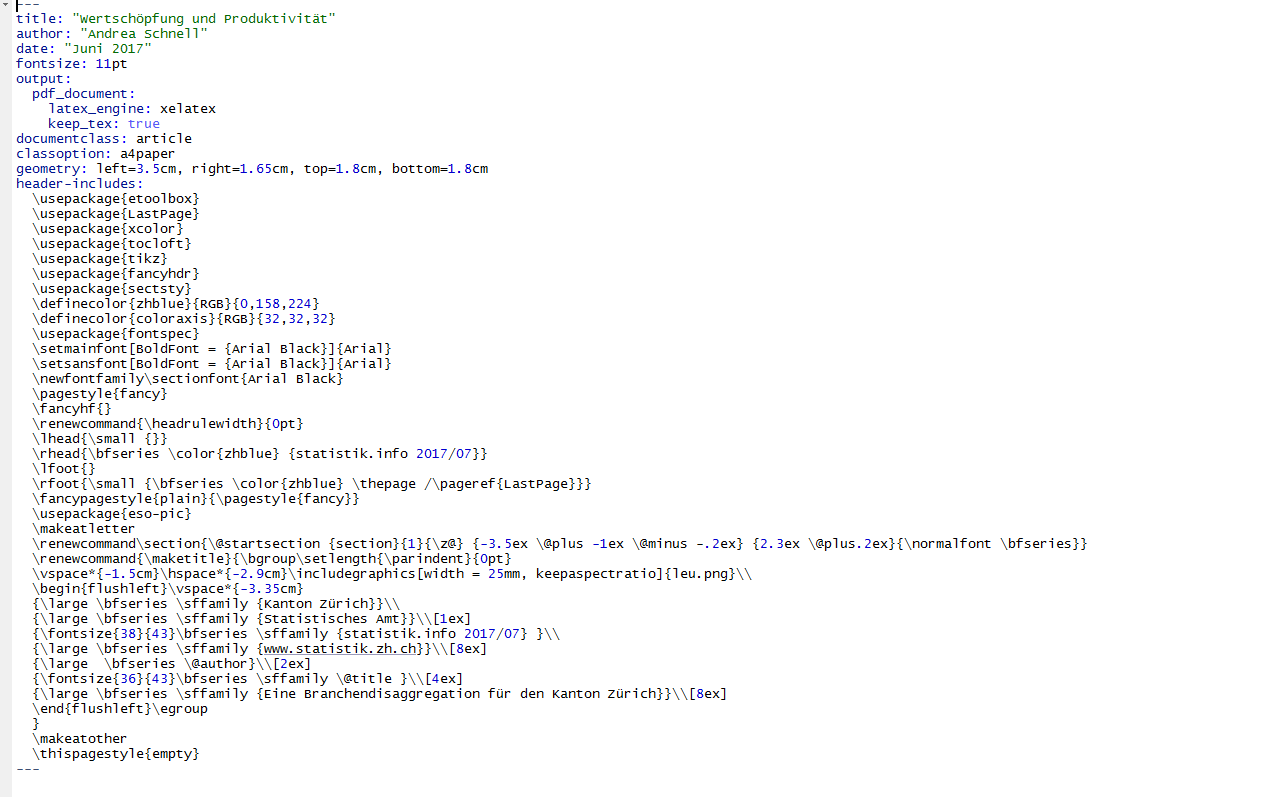 ---
title: "Wertschöpfung und Produktivität"
author: "Andrea Schnell"
date: "Juni 2017"
fontsize: 11pt
output:
  pdf_document:
    latex_engine: xelatex
    keep_tex: true
documentclass: article
classoption: a4paper
geometry: left=3.5cm, right=1.65cm, top=1.8cm, bottom=1.8cm
header-includes:
  \usepackage{etoolbox}
  \usepackage{LastPage}
  \usepackage{xcolor}
  \usepackage{tocloft}
  \usepackage{tikz}
  \usepackage{fancyhdr}
  \usepackage{sectsty}
  \definecolor{zhblue}{RGB}{0,158,224}
  \definecolor{coloraxis}{RGB}{32,32,32}
  \usepackage{fontspec}
  \setmainfont[BoldFont = {Arial Black}]{Arial}
  \setsansfont[BoldFont = {Arial Black}]{Arial}
  \newfontfamily\sectionfont{Arial Black}
  \pagestyle{fancy}
  \fancyhf{}
  \renewcommand{\headrulewidth}{0pt}
  \lhead{\small {}}
  \rhead{\bfseries \color{zhblue} {statistik.info 2017/07}}
  \lfoot{}
  \rfoot{\small {\bfseries \color{zhblue} \thepage /\pageref{LastPage}}}
  \fancypagestyle{plain}{\pagestyle{fancy}}
  \usepackage{eso-pic}
  \makeatletter
  \renewcommand\section{\@startsection {section}{1}{\z@} {-3.5ex \@plus -1ex \@minus -.2ex} {2.3ex \@plus.2ex}{\normalfont \bfseries}}
  \renewcommand{\maketitle}{\bgroup\setlength{\parindent}{0pt}
  \vspace*{-1.5cm}\hspace*{-2.9cm}\includegraphics[width = 25mm, keepaspectratio]{leu.png}\\
  \begin{flushleft}\vspace*{-3.35cm}
  {\large \bfseries \sffamily {Kanton Zürich}}\\
  {\large \bfseries \sffamily {Statistisches Amt}}\\[1ex]
  {\fontsize{38}{43}\bfseries \sffamily {statistik.info 2017/07} }\\
  {\large \bfseries \sffamily {www.statistik.zh.ch}}\\[8ex]
  {\large  \bfseries \@author}\\[2ex]
  {\fontsize{36}{43}\bfseries \sffamily \@title }\\[4ex]
  {\large \bfseries \sffamily {Eine Branchendisaggregation für den Kanton Zürich}}\\[8ex]
  \end{flushleft}\egroup
  }
  \makeatother
  \thispagestyle{empty}
---